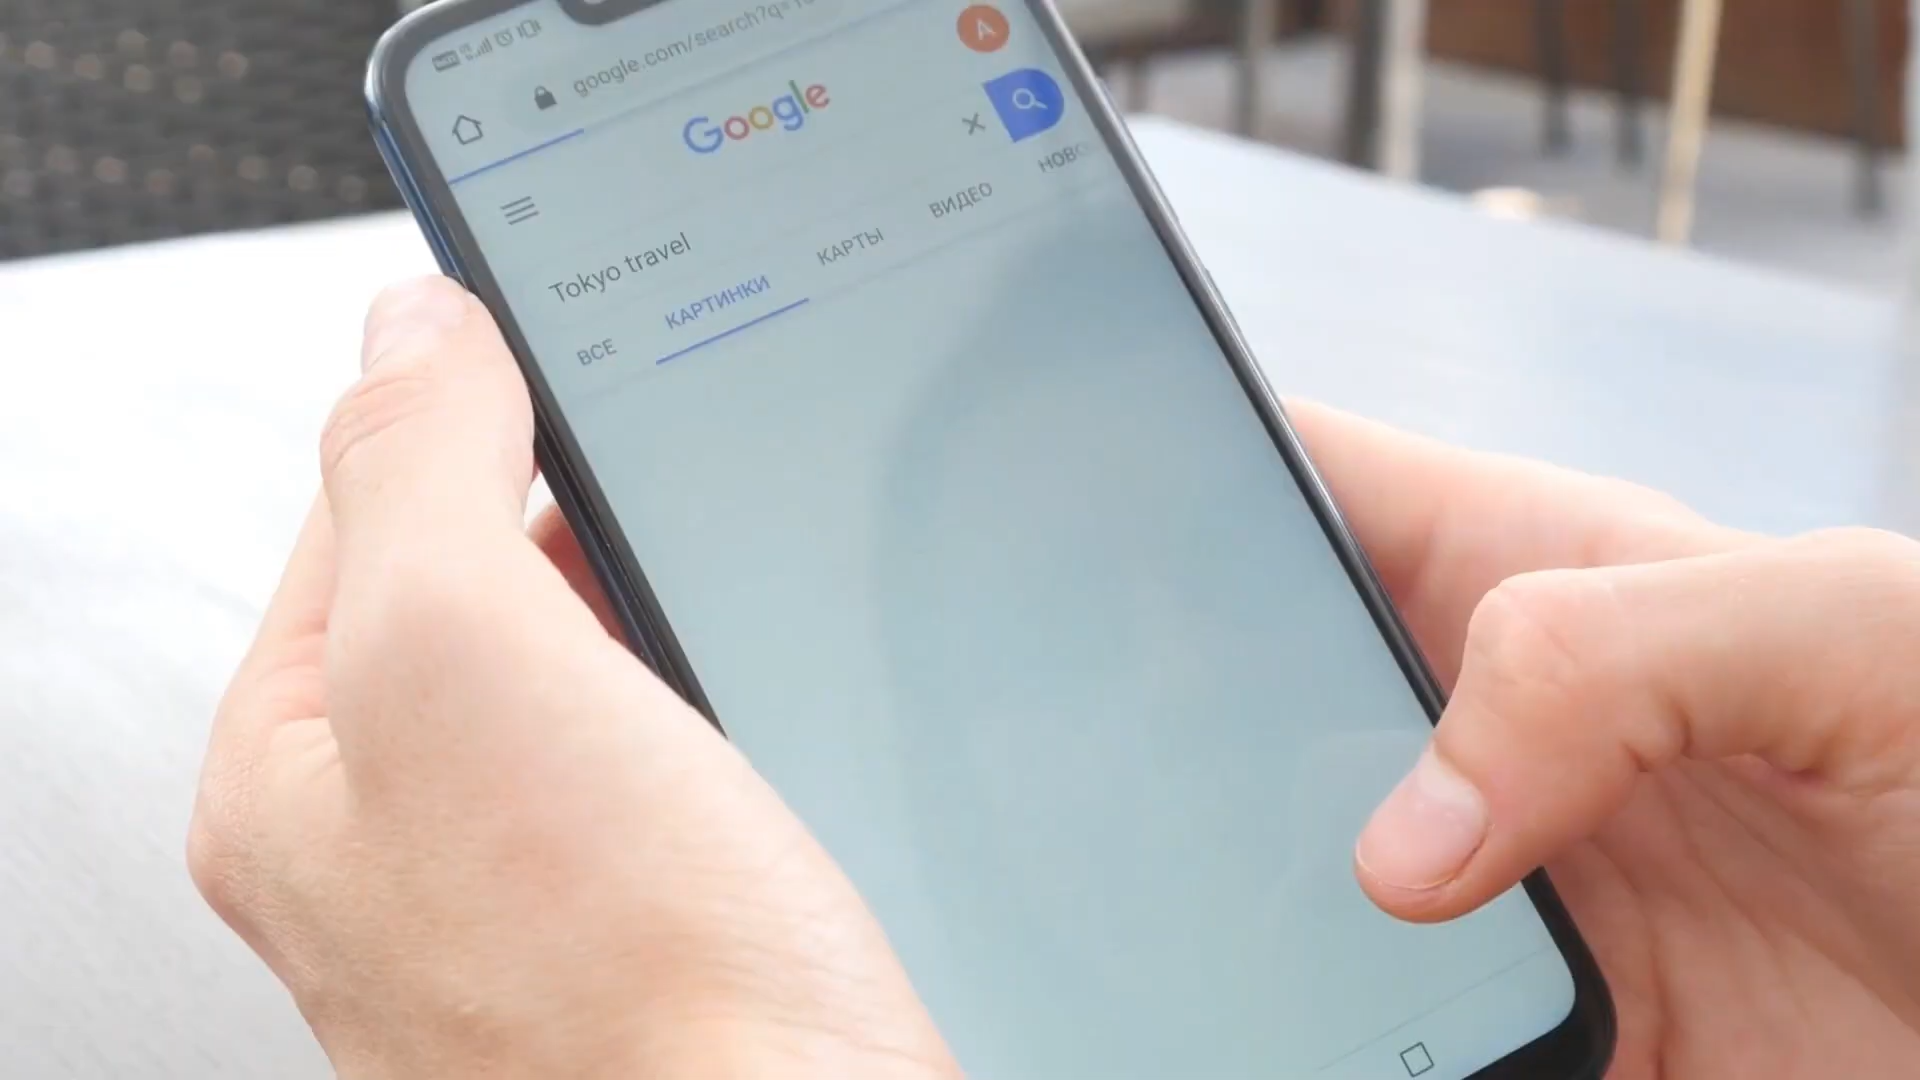 google.com/search?q=
Google
A
Tokyo travel
ВСЕ КАРТИНКИ КАРТЫ ВИДЕО